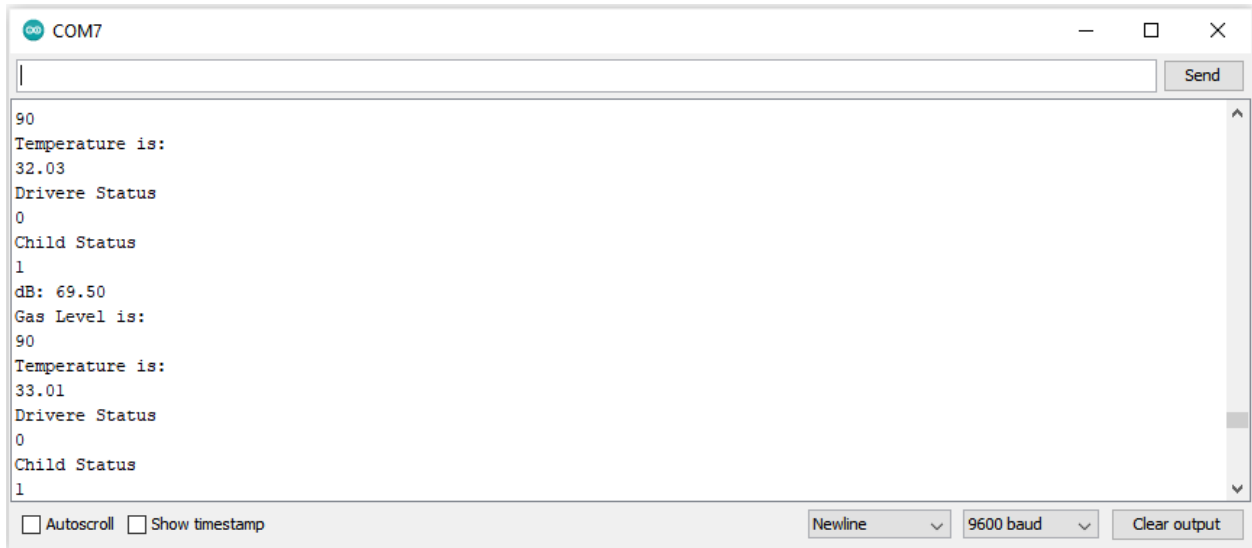 COM7
Send
90
Temperature is:
32.03
Drivere Status
0
Child Status
1
dB: 69.50
Gas Level is:
90
Temperature is:
33.01
Drivere Status
0
Child Status
1
Autoscroll Show timestamp Newline 9600 baud Clear output